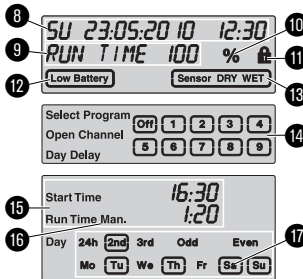 8 SU 23:05:2010 12:30 10
9 RUN TIME 100 % 11
12 Low Battery Sensor DRY WET 13
Select Program Off 1 2 3 4
Open Channel 14
Day Delay 5 6 7 8 9
15 Start Time 16:30
16 Run Time Man. 1:20
Day 24h 2nd 3rd Odd Even 17
Mo Tu We Th Fr Sa Su